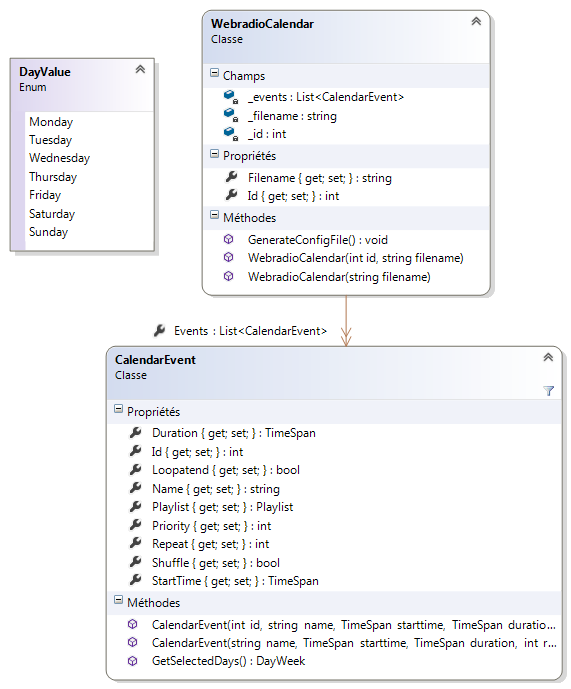 DayValue
Enum
Monday
Tuesday
Wednesday
Thursday
Friday
Saturday
Sunday
WebradioCalendar
Classe
Champs
_events : List<CalendarEvent>
_filename : string
_id : int
Propriétés
Filename { get; set; } : string
Id { get; set; } : int
Méthodes
GenerateConfigFile() : void
WebradioCalendar(int id, string filename)
WebradioCalendar(string filename)
Events : List<CalendarEvent>
CalendarEvent
Classe
Propriétés
Duration { get; set; } : TimeSpan
Id { get; set; } : int
Loopatend { get; set; } : bool
Name { get; set; } : string
Playlist { get; set; } : Playlist
Priority { get; set; } : int
Repeat { get; set; } : int
Shuffle { get; set; } : bool
StartTime { get; set; } : TimeSpan
Méthodes
CalendarEvent(int id, string name, TimeSpan starttime, TimeSpan duratio...
CalendarEvent(string name, TimeSpan starttime, TimeSpan duration, int r...
GetSelectedDays() : DayWeek